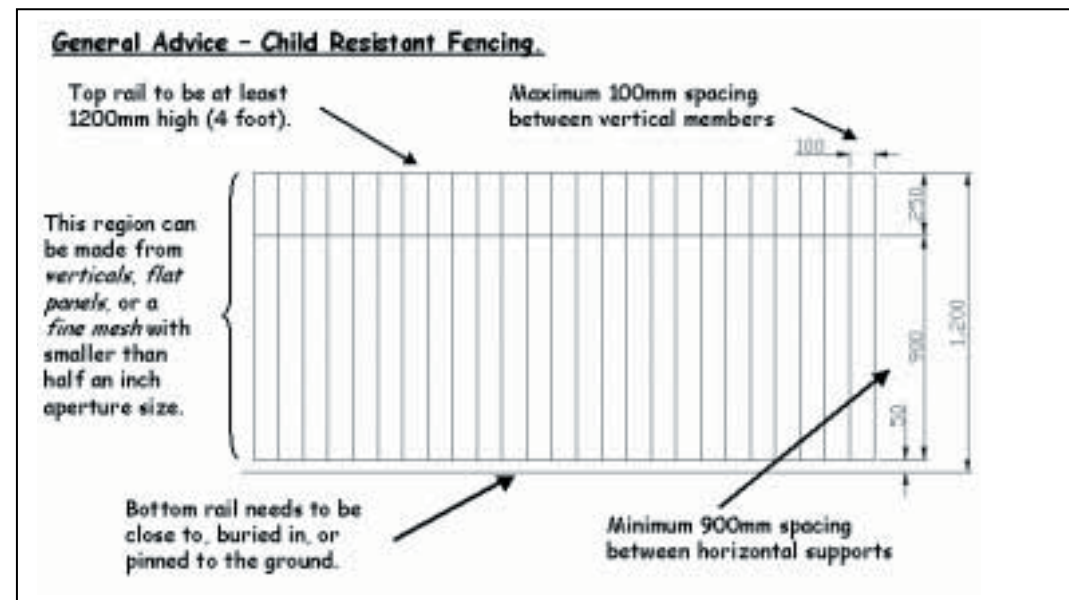 General Advice – Child Resistant Fencing.
Top rail to be at least
1200mm high (4 foot).
Maximum 100mm spacing
between vertical members
100
This region can
be made from
verticals, flat
panels, or a
fine mesh with
smaller than
half an inch
aperture size.
250
900
1,200
50
Bottom rail needs to be
close to, buried in, or
pinned to the ground.
Minimum 900mm spacing
between horizontal supports